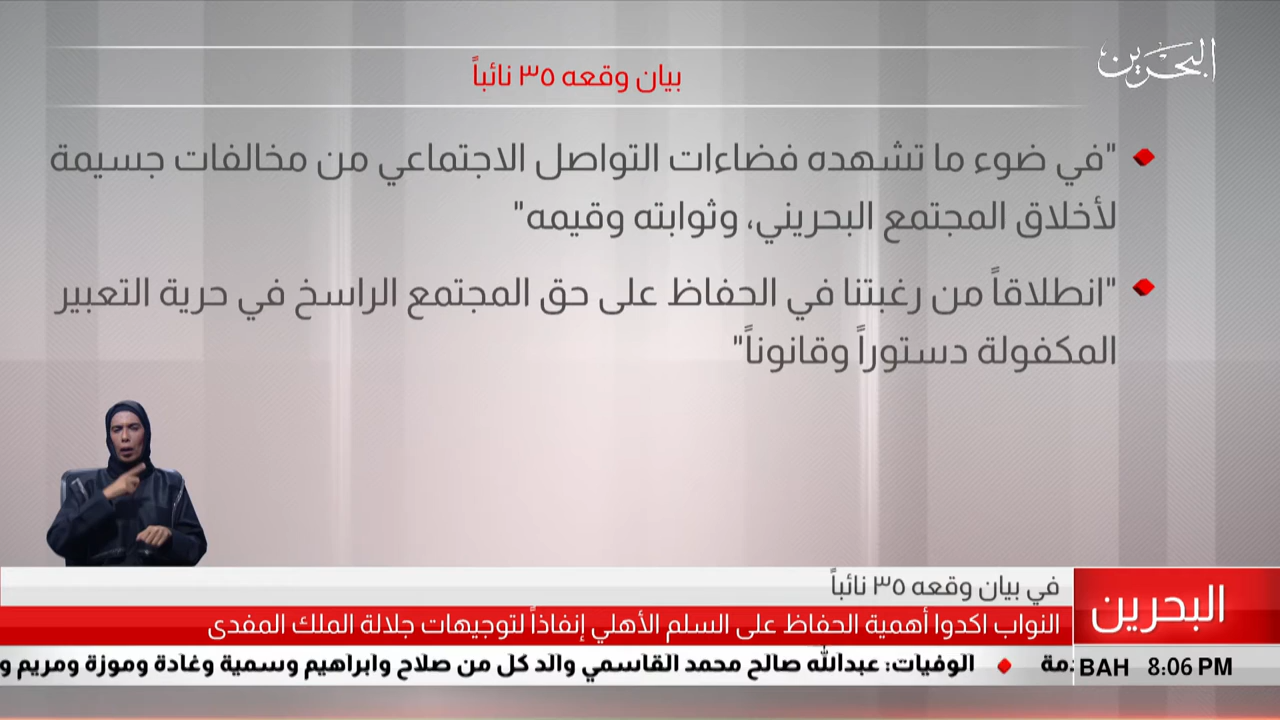 البحرين
بيان وقعه ٣٥ نائباً
"في ضوء ما تشهده فضاءات التواصل الاجتماعي من مخالفات جسيمة
لأخلاق المجتمع البحريني، وثوابته وقيمه"
"انطلاقاً من رغبتنا في الحفاظ على حق المجتمع الراسخ في حرية التعبير
المكفولة دستوراً وقانوناً"
البحرين
في بيان وقعه ٣٥ نائباً
النواب اكدوا أهمية الحفاظ على السلم الأهلي إنفاذاً لتوجيهات جلالة الملك المفدى
BAH 8:06 PM
الوفيات: عبدالله صالح محمد القاسمي والد كل من صلاح وابراهيم وسمية وغادة وموزة ومريم و